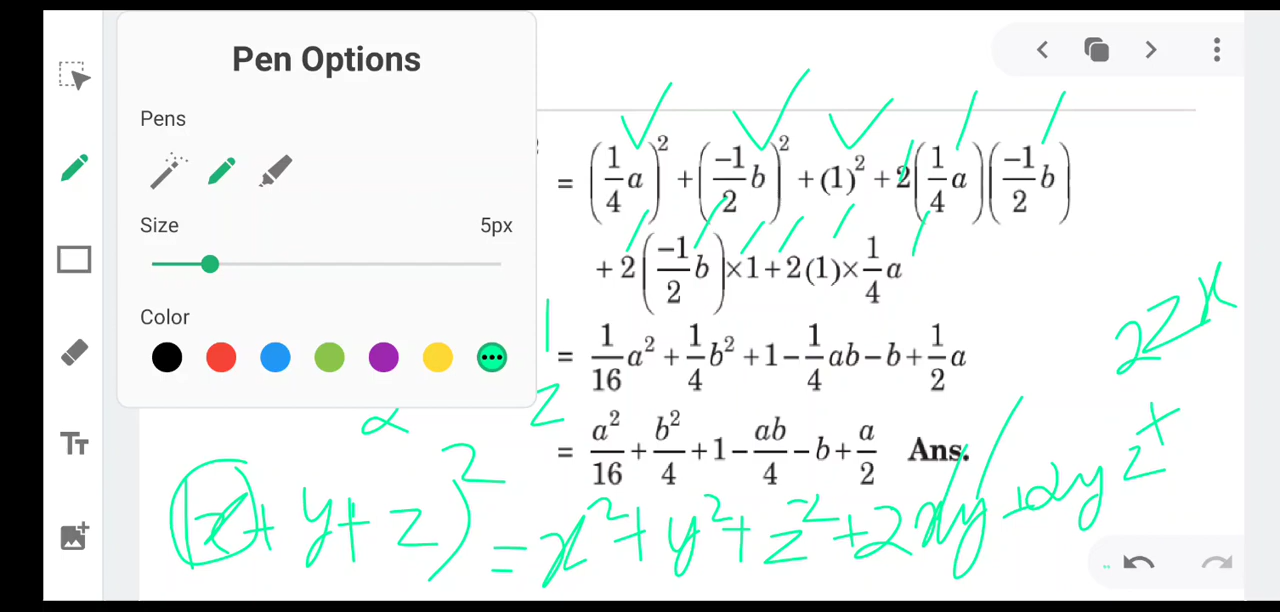 Pen Options
Pens
Size 5px
Color
= (1/4 a)² + (-1/2 b)² + (1)² + 2(1/4 a)(-1/2 b)
+ 2(-1/2 b) × 1 + 2(1) × 1/4 a
= 1/16 a² + 1/4 b² + 1 - 1/4 ab - b + 1/2 a
= a²/16 + b²/4 + 1 - ab/4 - b + a/2 Ans.
(x + y + z)² = x² + y² + z² + 2xy + 2yz +
2zx
Tт